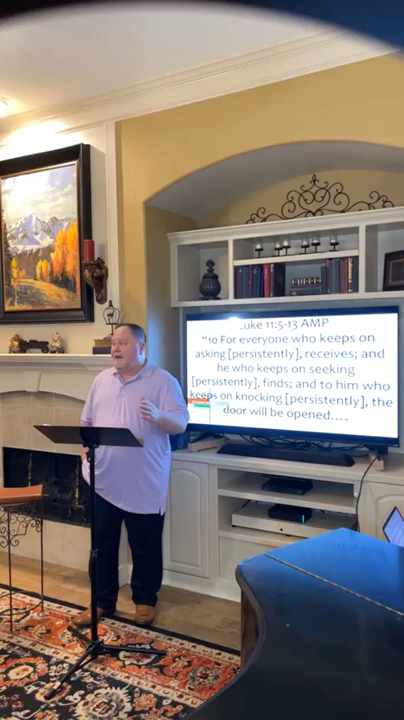 Luke 11:5-13 AMP
“10 For everyone who keeps on
asking [persistently], receives; and
he who keeps on seeking
[persistently], finds; and to him who
keeps on knocking [persistently], the
door will be opened....